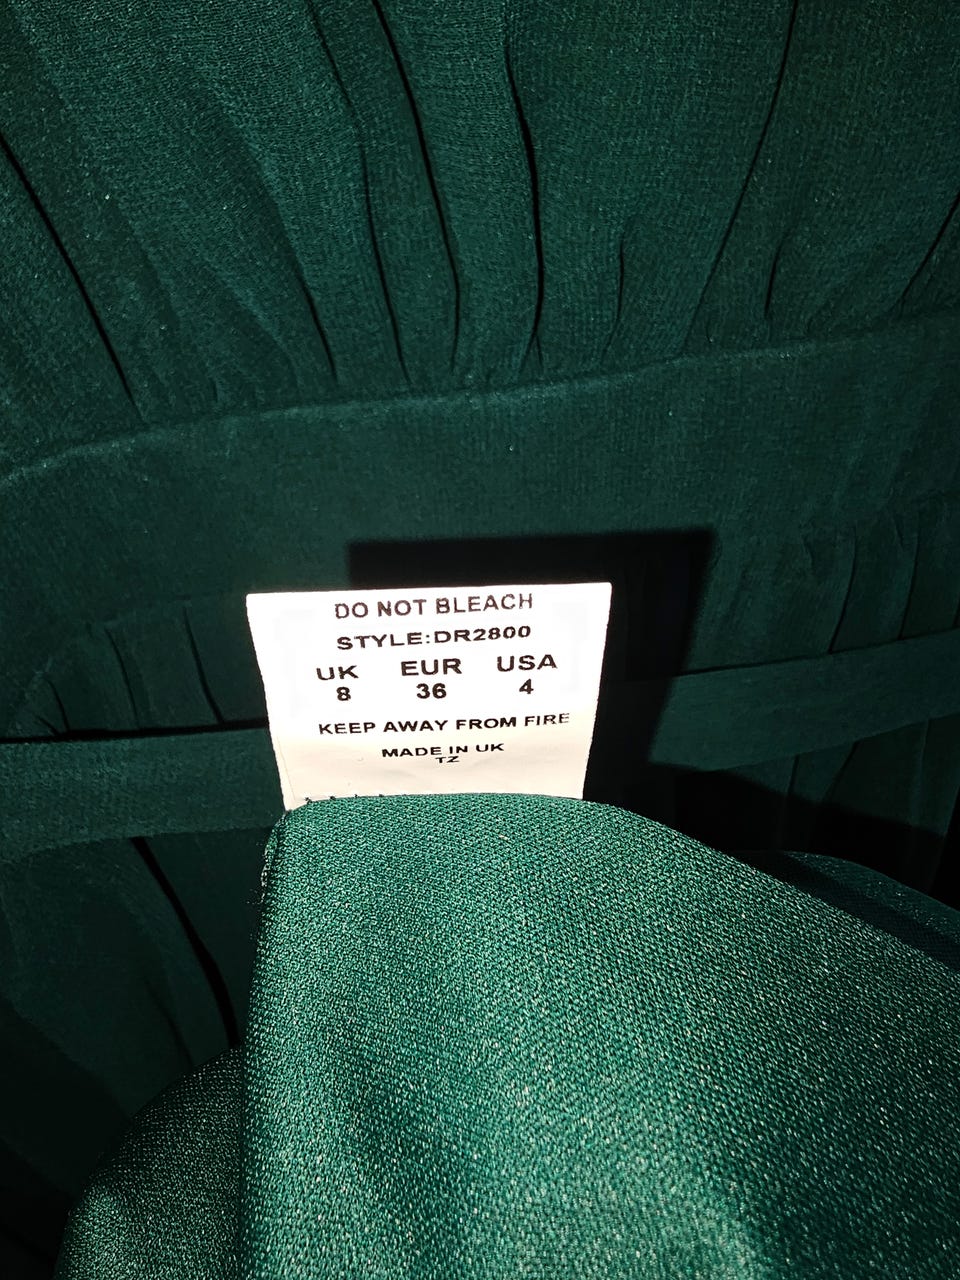 DO NOT BLEACH
STYLE:DR2800
UK EUR USA
8 36 4
KEEP AWAY FROM FIRE
MADE IN UK
TZ